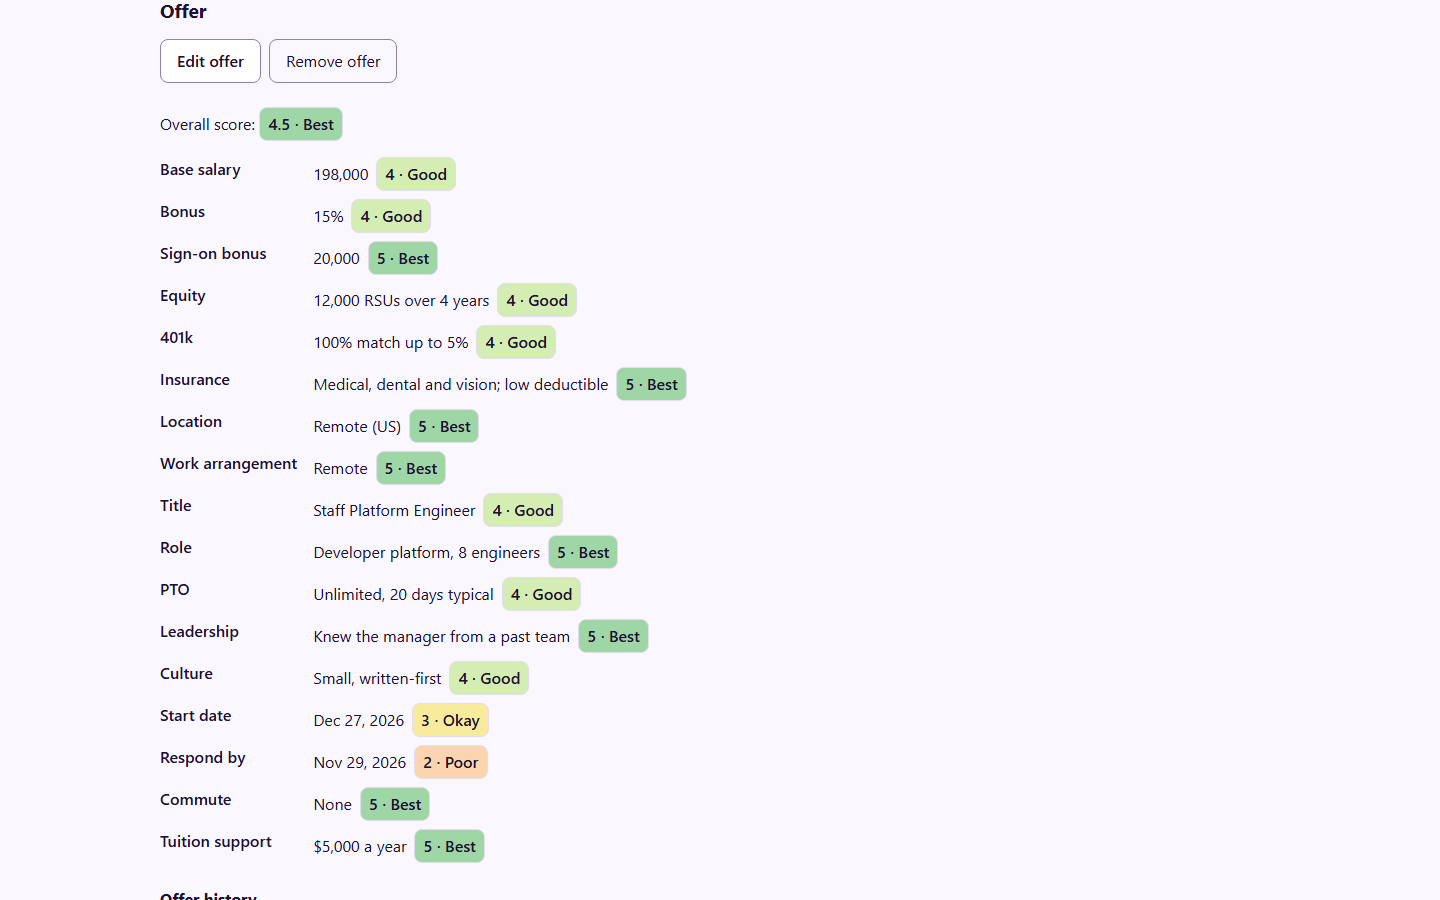 Offer
Edit offer Remove offer
Overall score: 4.5 · Best
Base salary 198,000 4 · Good
Bonus 15% 4 · Good
Sign-on bonus 20,000 5 · Best
Equity 12,000 RSUs over 4 years 4 · Good
401k 100% match up to 5% 4 · Good
Insurance Medical, dental and vision; low deductible 5 · Best
Location Remote (US) 5 · Best
Work arrangement Remote 5 · Best
Title Staff Platform Engineer 4 · Good
Role Developer platform, 8 engineers 5 · Best
PTO Unlimited, 20 days typical 4 · Good
Leadership Knew the manager from a past team 5 · Best
Culture Small, written-first 4 · Good
Start date Dec 27, 2026 3 · Okay
Respond by Nov 29, 2026 2 · Poor
Commute None 5 · Best
Tuition support $5,000 a year 5 · Best
Offer history